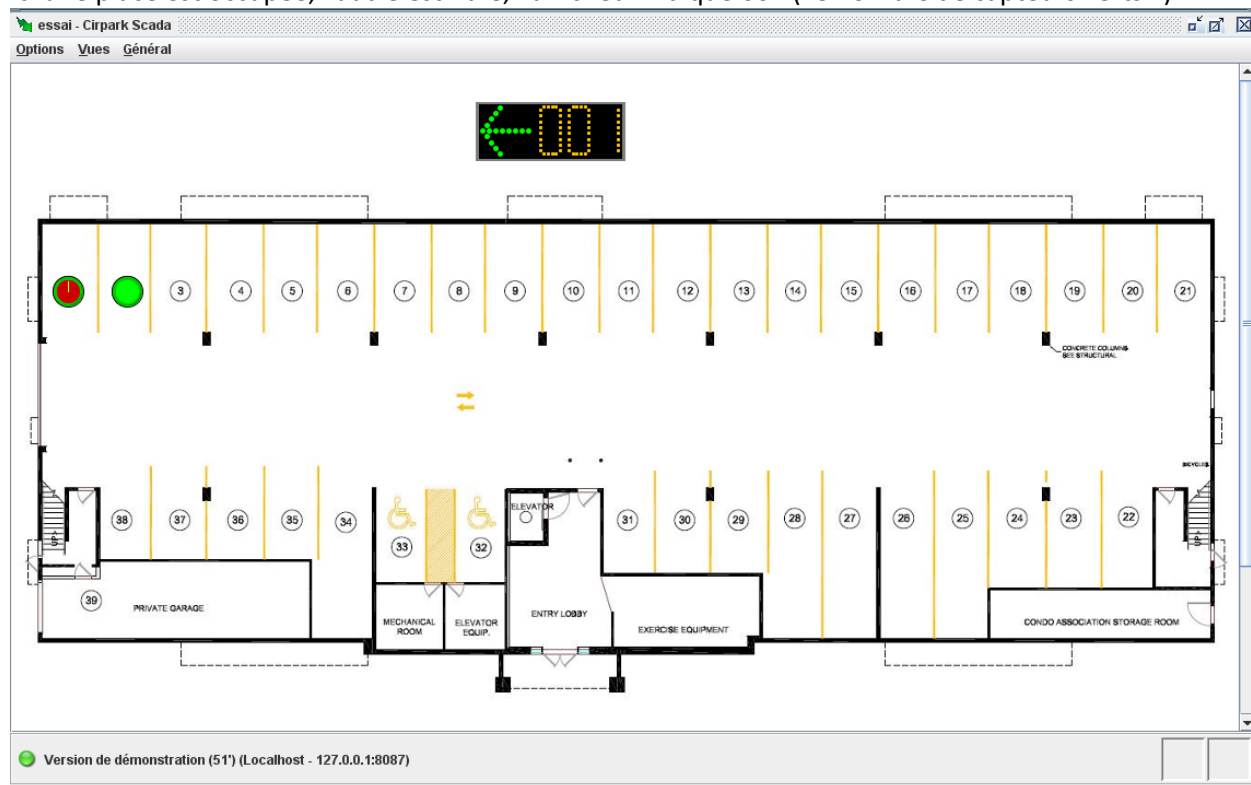 essai - Cirpark Scada
Options Vues Général
001
3 4 5 6 7 8 9 10 11 12 13 14 15 16 17 18 19 20 21
CONCRETE COLUMNS
SEE STRUCTURAL
BICYCLES
UP
ELEVATOR
38 37 36 35 34 33 32 31 30 29 28 27 26 25 24 23 22
UP
39
PRIVATE GARAGE
MECHANICAL
ROOM
ELEVATOR
EQUIP.
ENTRY LOBBY
EXERCISE EQUIPMENT
CONDO ASSOCIATION STORAGE ROOM
Version de démonstration (51') (Localhost - 127.0.0.1:8087)